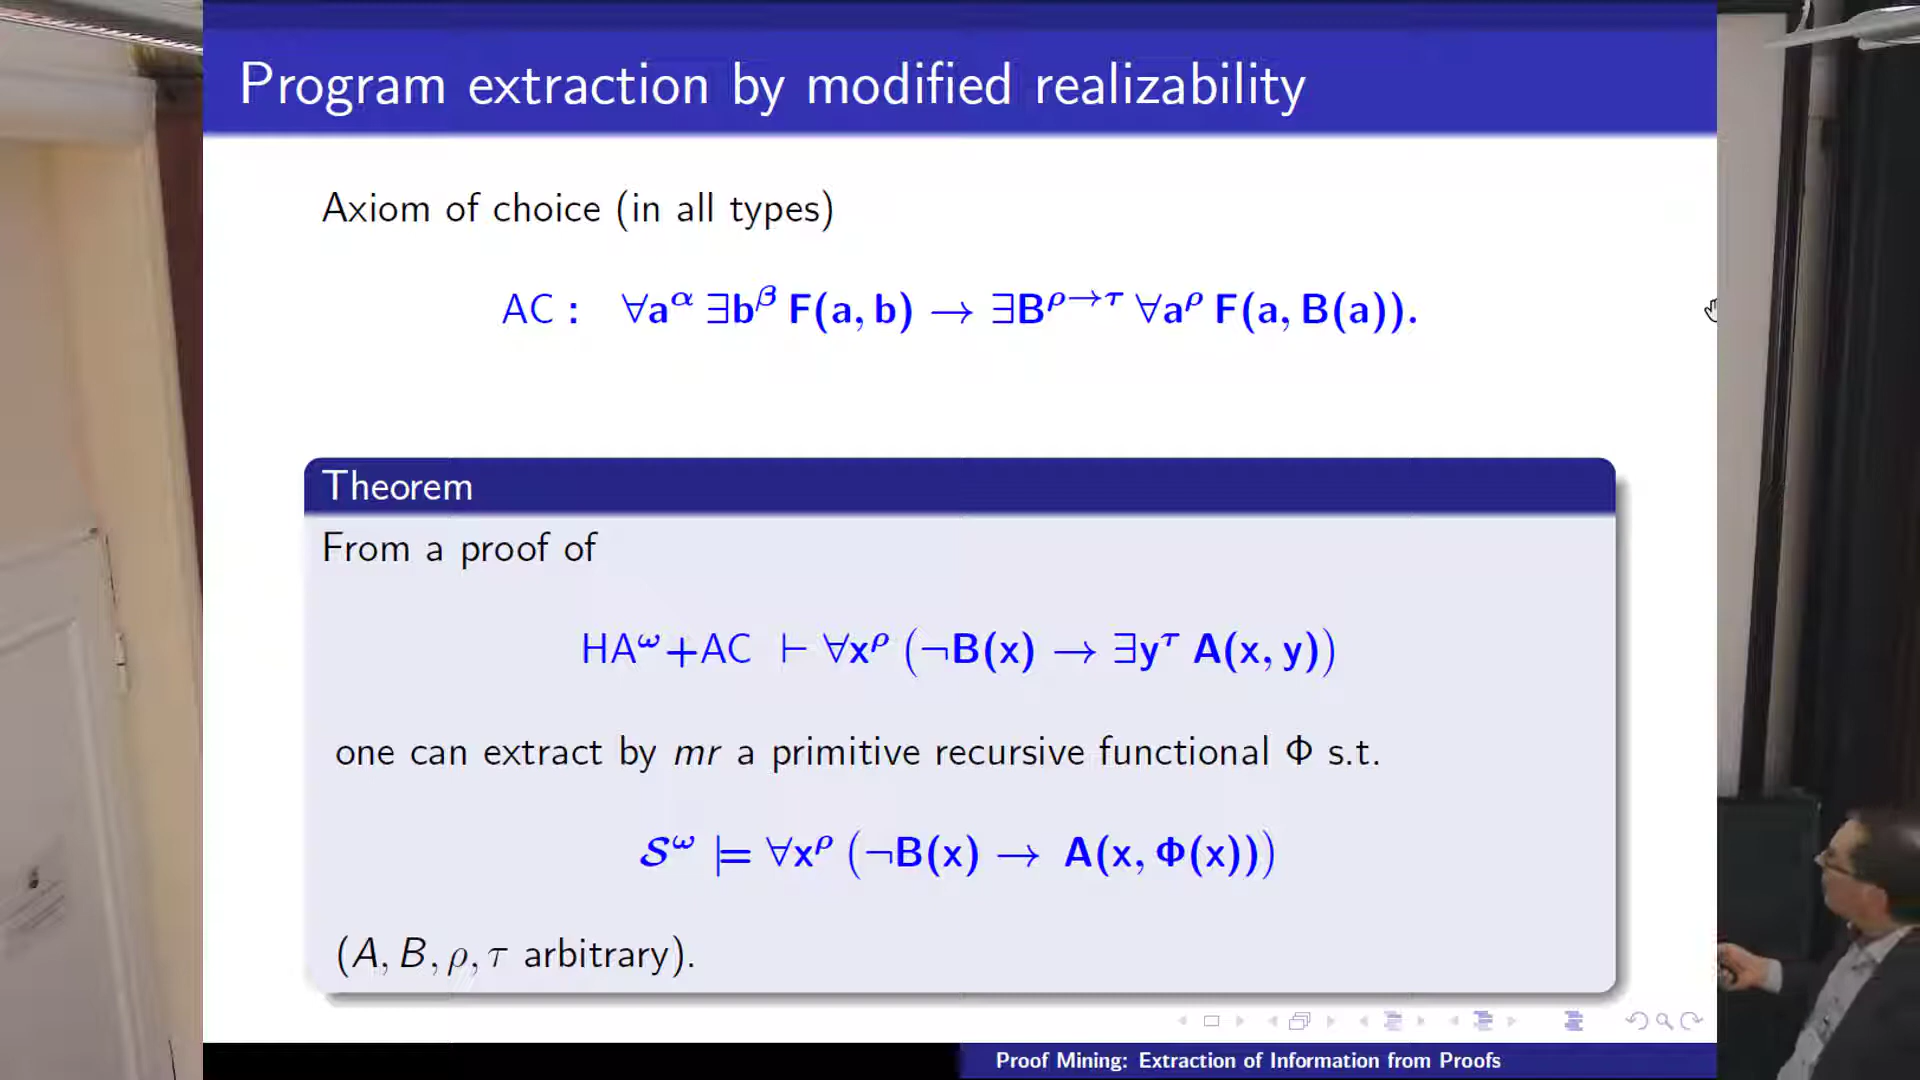 Program extraction by modified realizability
Axiom of choice (in all types)
AC : ∀a^α ∃b^β F(a, b) → ∃B^{ρ→τ} ∀a^ρ F(a, B(a)).
Theorem
From a proof of
HA^ω+AC ⊢ ∀x^ρ (¬B(x) → ∃y^τ A(x, y))
one can extract by mr a primitive recursive functional Φ s.t.
𝒮^ω ⊨ ∀x^ρ (¬B(x) → A(x, Φ(x)))
(A, B, ρ, τ arbitrary).
Proof Mining: Extraction of Information from Proofs